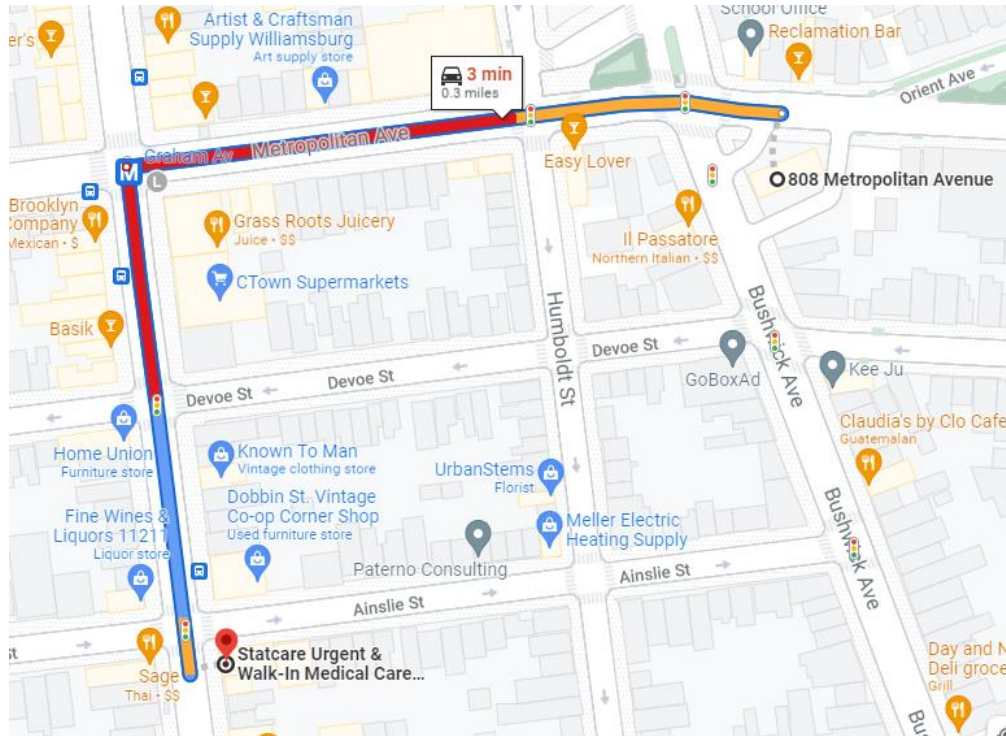 School Office
Artist & Craftsman
Supply Williamsburg
Art supply store
Reclamation Bar
er's
3 min
0.3 miles
Orient Ave
Metropolitan Ave
Graham Av
M
L
Easy Lover
808 Metropolitan Avenue
Brooklyn
Company
Mexican • $
Grass Roots Juicery
Juice • $$
Il Passatore
Northern Italian • $$
CTown Supermarkets
Humboldt St
Bushwick Ave
Basik
Devoe St
Devoe St
Devoe St
GoBoxAd
Kee Ju
Claudia's by Clo Cafe
Guatemalan
Home Union
Furniture store
Known To Man
Vintage clothing store
UrbanStems
Florist
Dobbin St. Vintage
Co-op Corner Shop
Used furniture store
Fine Wines &
Liquors 11211
Liquor store
Meller Electric
Heating Supply
Bushwick Ave
Paterno Consulting
Ainslie St
Ainslie St
St
Statcare Urgent &
Walk-In Medical Care...
Sage
Thai • $$
Day and N
Deli groce
Grill
Bu